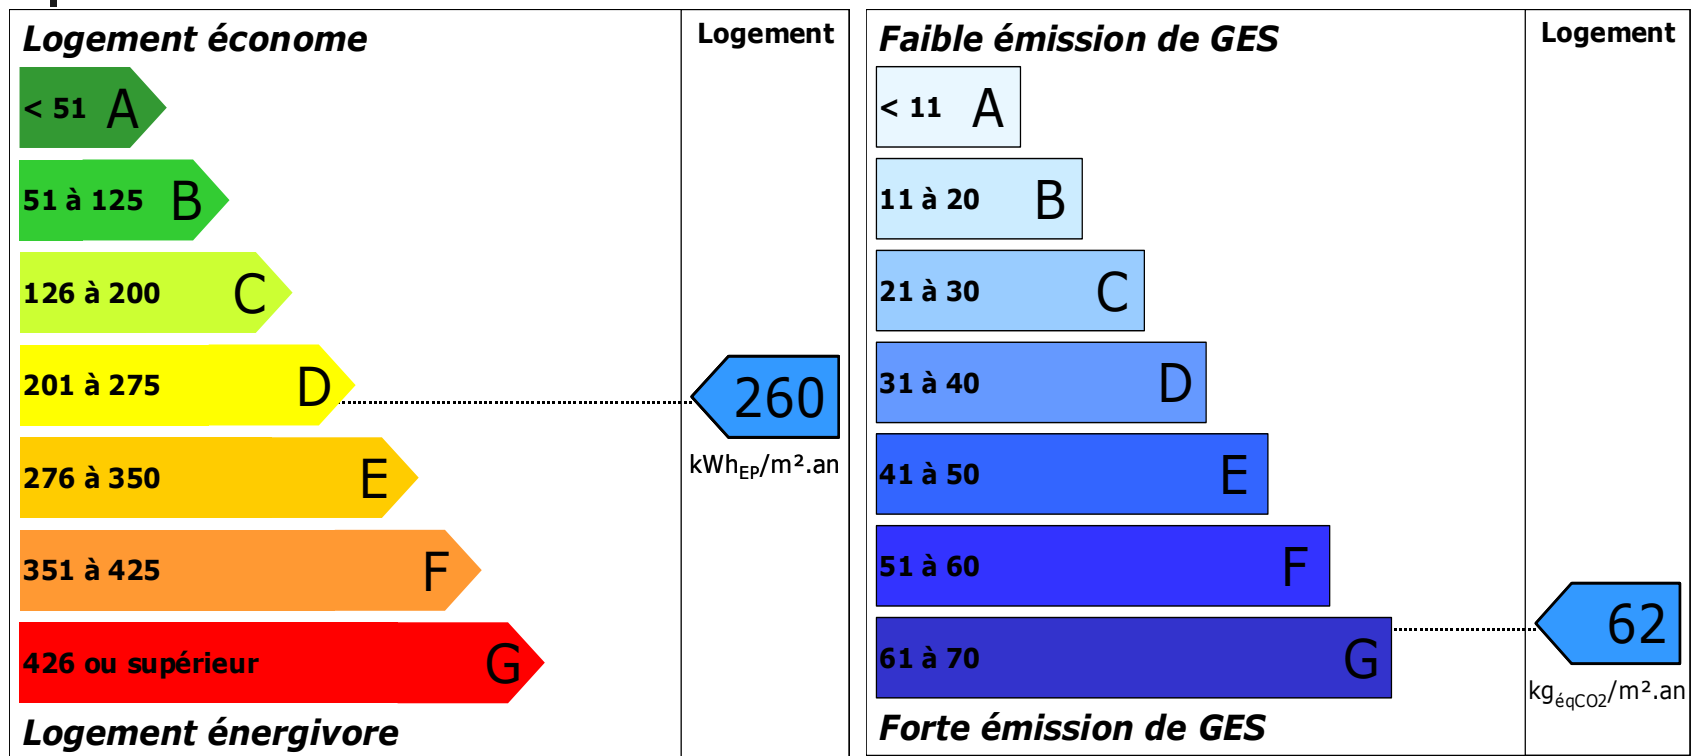 Logement économe
Logement
< 51 A
51 à 125 B
126 à 200 C
201 à 275 D
260
kWhEP/m².an
276 à 350 E
351 à 425 F
426 ou supérieur G
Logement énergivore
Faible émission de GES
Logement
< 11 A
11 à 20 B
21 à 30 C
31 à 40 D
41 à 50 E
51 à 60 F
61 à 70 G
62
kgéqCO2/m².an
Forte émission de GES